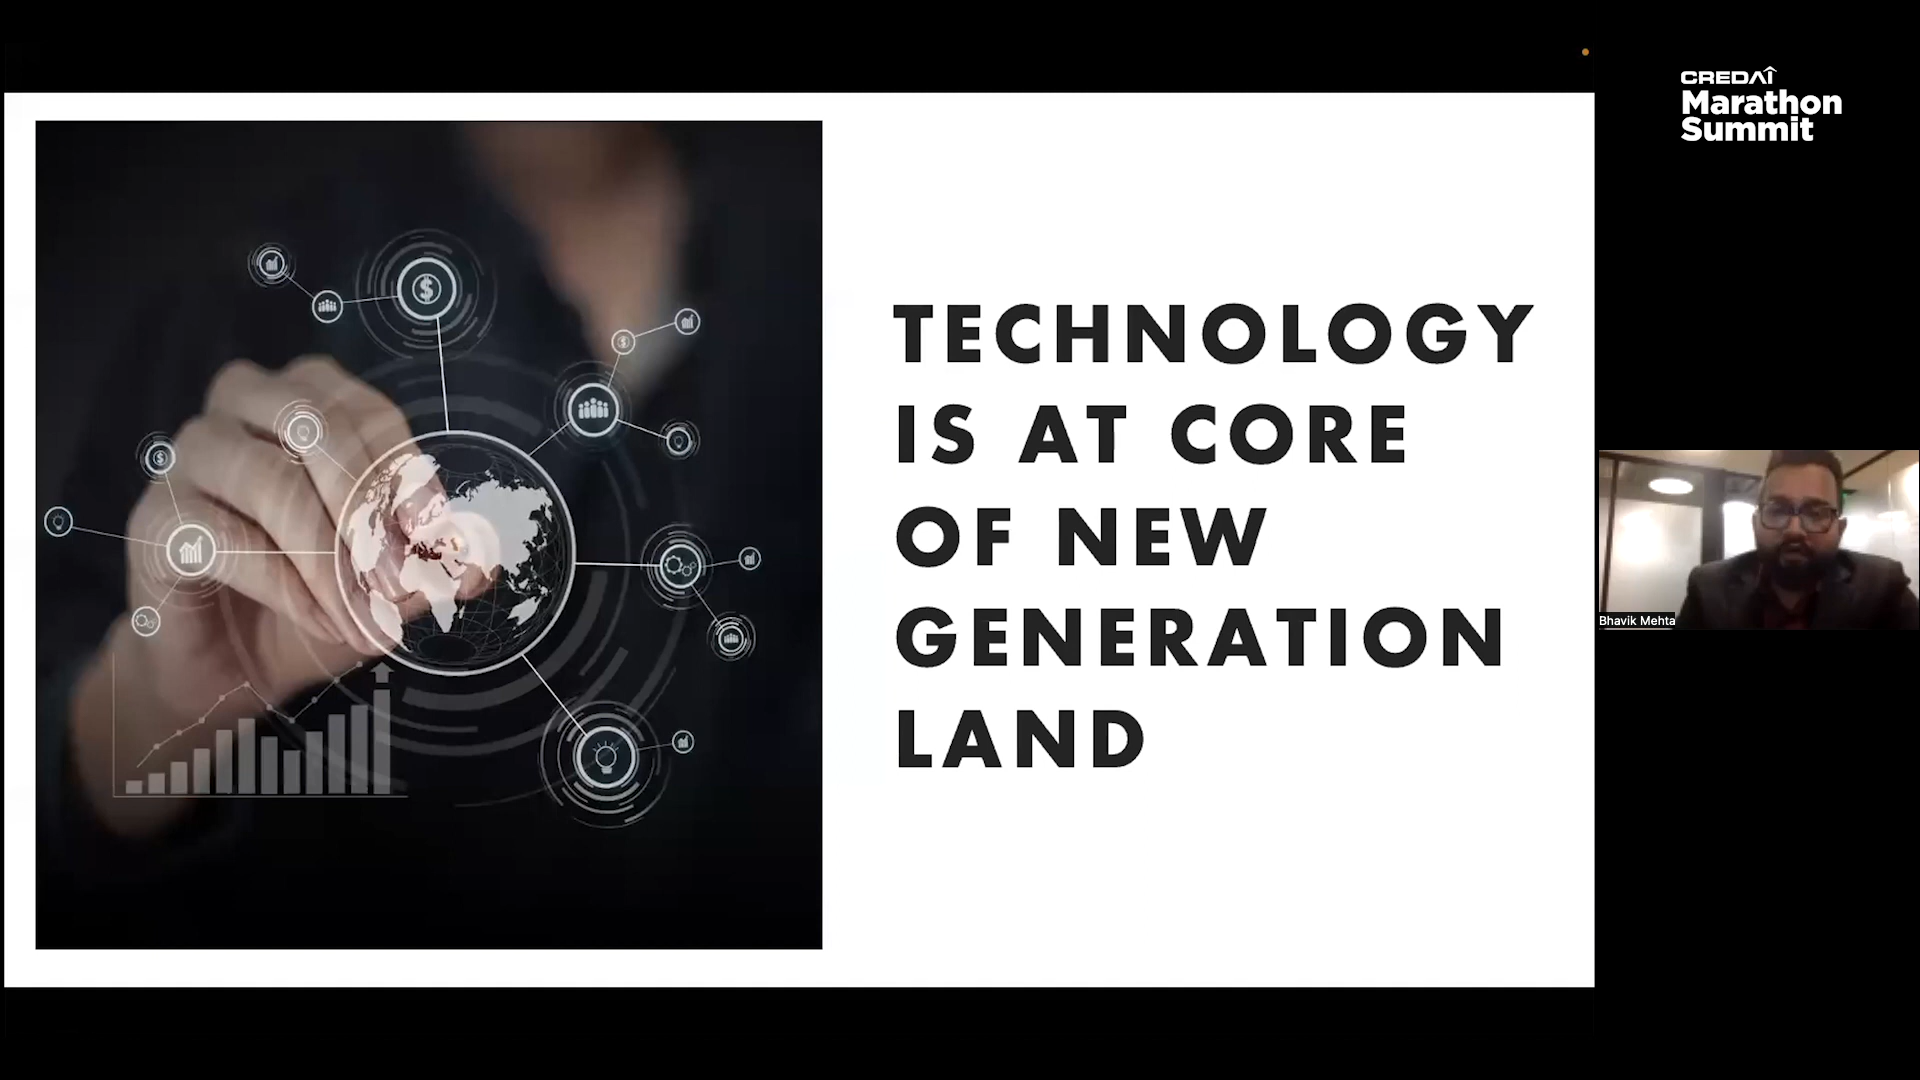 CREDAI
Marathon
Summit
TECHNOLOGY
IS AT CORE
OF NEW
GENERATION
LAND
Bhavik Mehta